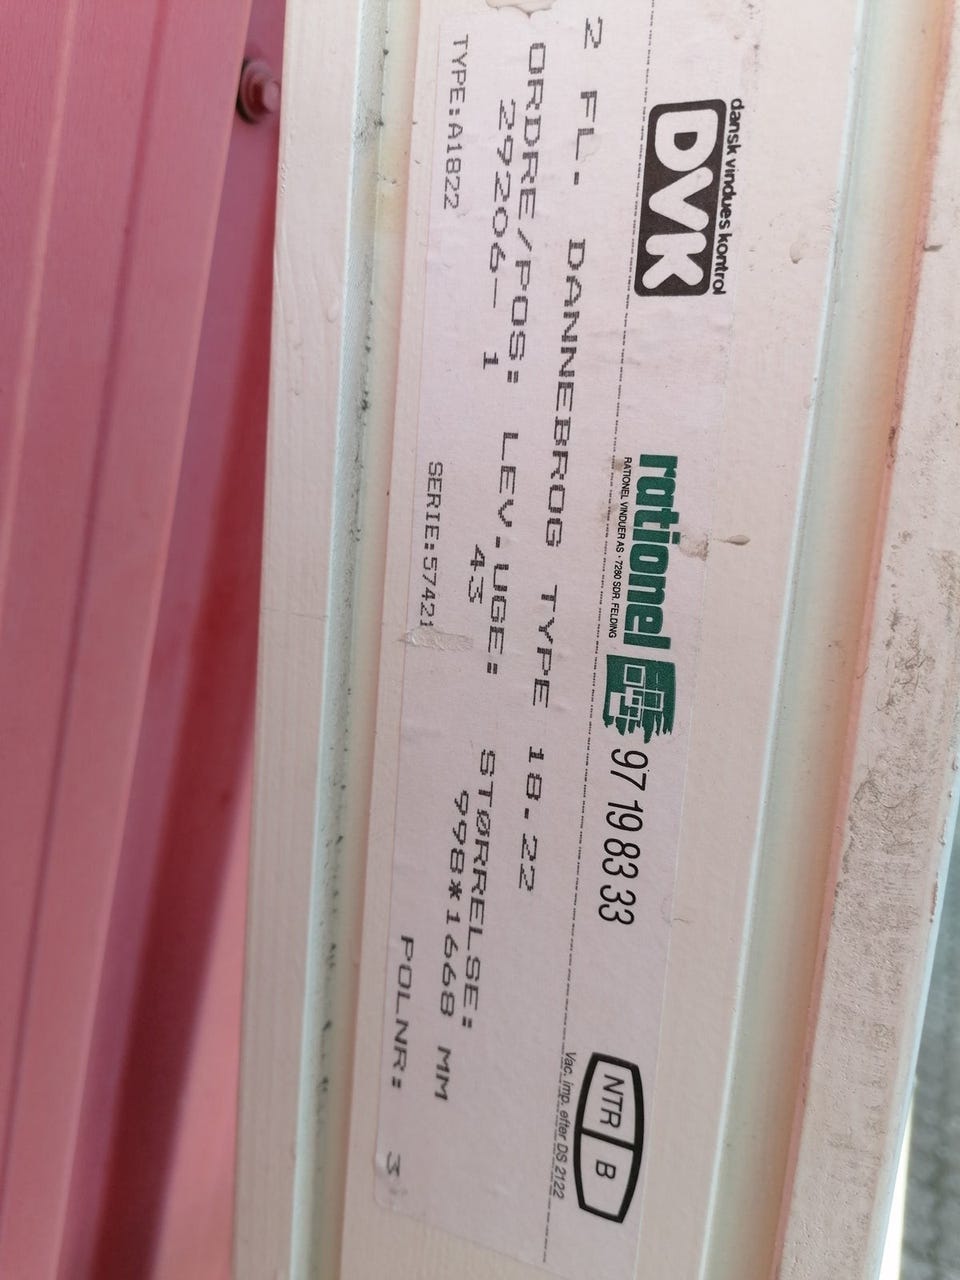 dansk vindues kontrol
DVK
rationel
RATIONEL VINDUER AS · 7280 SDR. FELDING
97 19 83 33
NTR B
Vac. imp. efter DS 2122
2 FL. DANNEBROG TYPE 18.22
ORDRE/POS: LEV.UGE: STØRRELSE:
29206- 1 43 998*1668 MM
TYPE:A1822 SERIE:57421 POLNR: 3